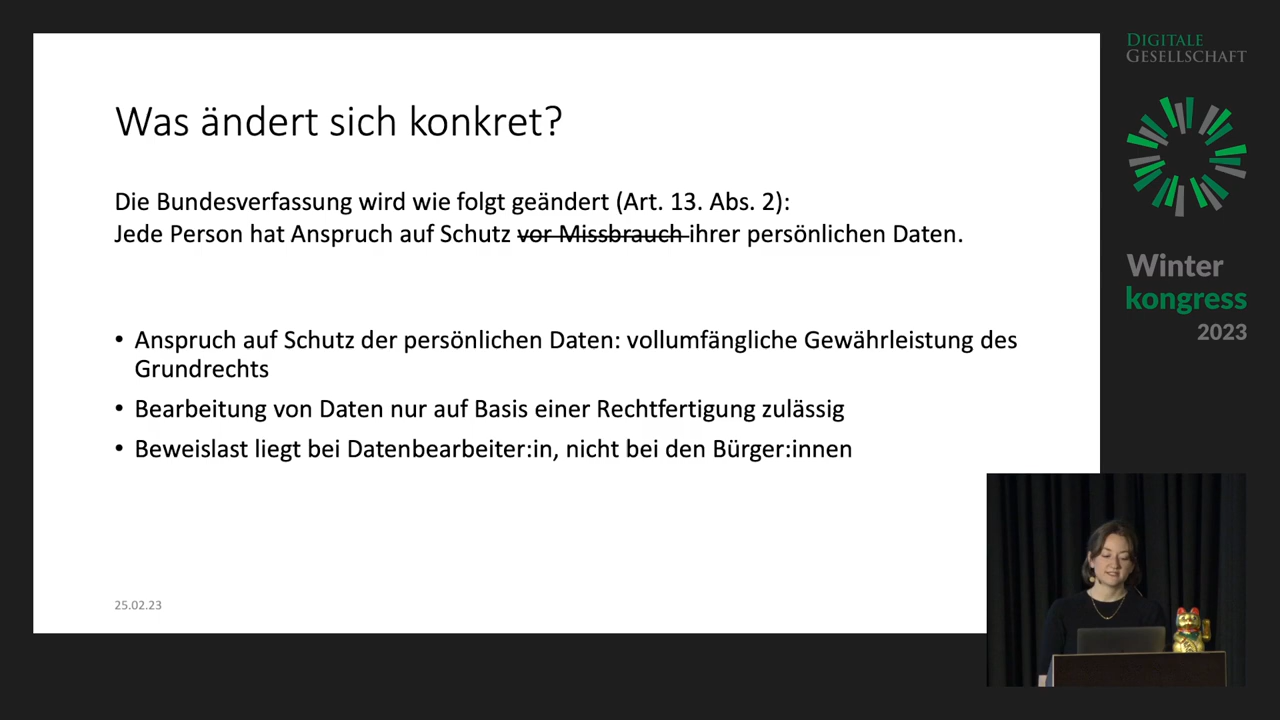 Was ändert sich konkret?
Die Bundesverfassung wird wie folgt geändert (Art. 13. Abs. 2):
Jede Person hat Anspruch auf Schutz vor Missbrauch ihrer persönlichen Daten.
• Anspruch auf Schutz der persönlichen Daten: vollumfängliche Gewährleistung des
Grundrechts
• Bearbeitung von Daten nur auf Basis einer Rechtfertigung zulässig
• Beweislast liegt bei Datenbearbeiter:in, nicht bei den Bürger:innen
25.02.23
DIGITALE
GESELLSCHAFT
Winter
kongress
2023